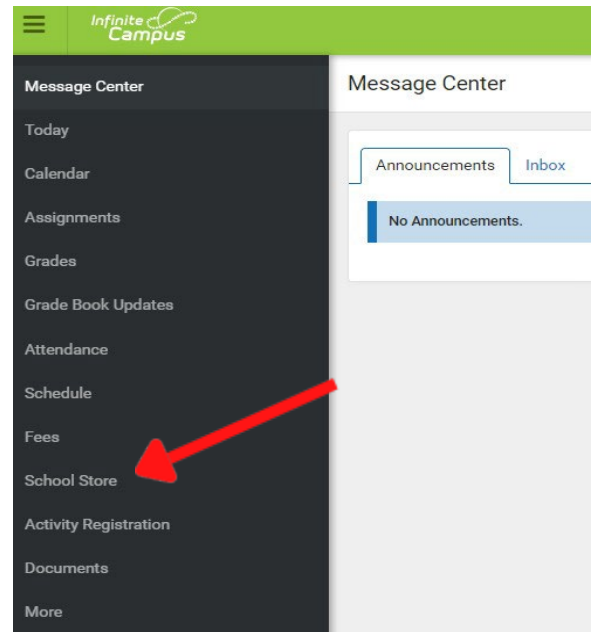 Infinite
Campus
Message Center
Today
Calendar
Assignments
Grades
Grade Book Updates
Attendance
Schedule
Fees
School Store
Activity Registration
Documents
More
Message Center
Announcements Inbox
No Announcements.